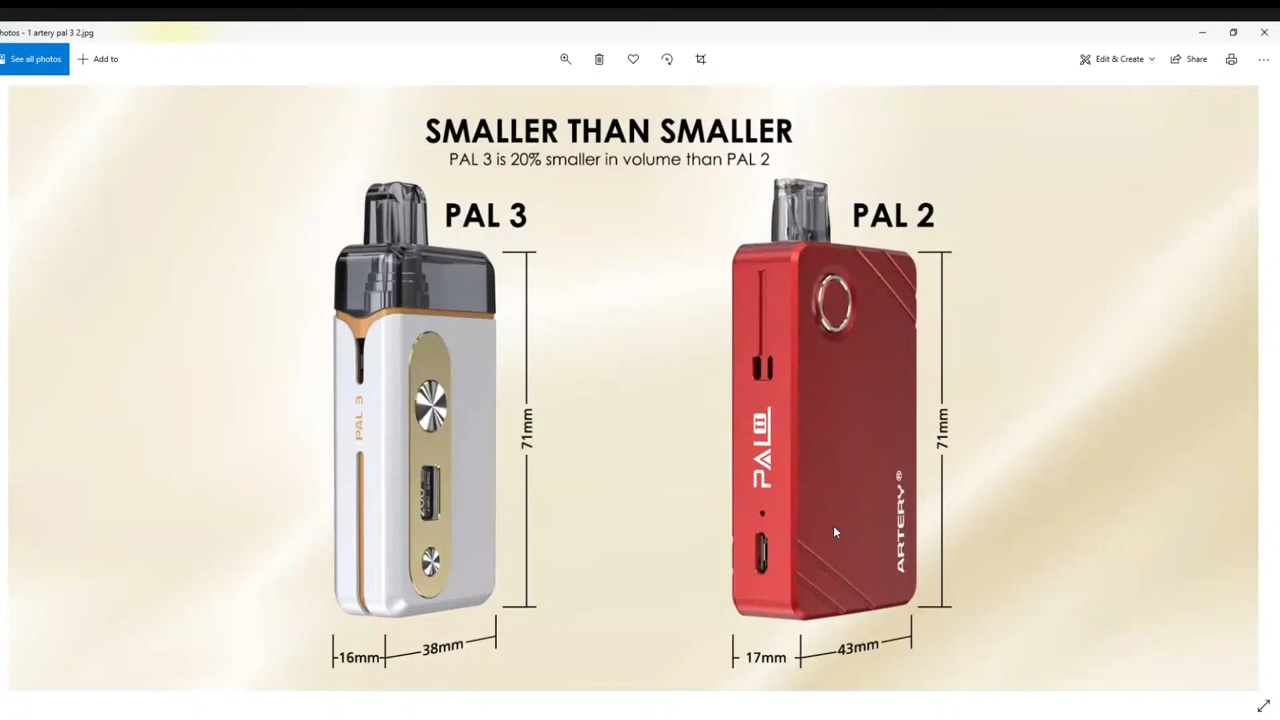 hotos - 1 artery pal 3 2.jpg
See all photos
Add to
Edit & Create
Share
SMALLER THAN SMALLER
PAL 3 is 20% smaller in volume than PAL 2
PAL 3
PAL 2
PAL 3
71mm
16mm
38mm
PAL II
ARTERY®
71mm
17mm
43mm